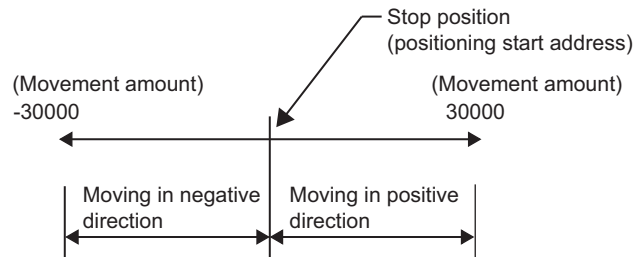 Stop position
(positioning start address)
(Movement amount)
-30000
(Movement amount)
30000
Moving in negative
direction
Moving in positive
direction